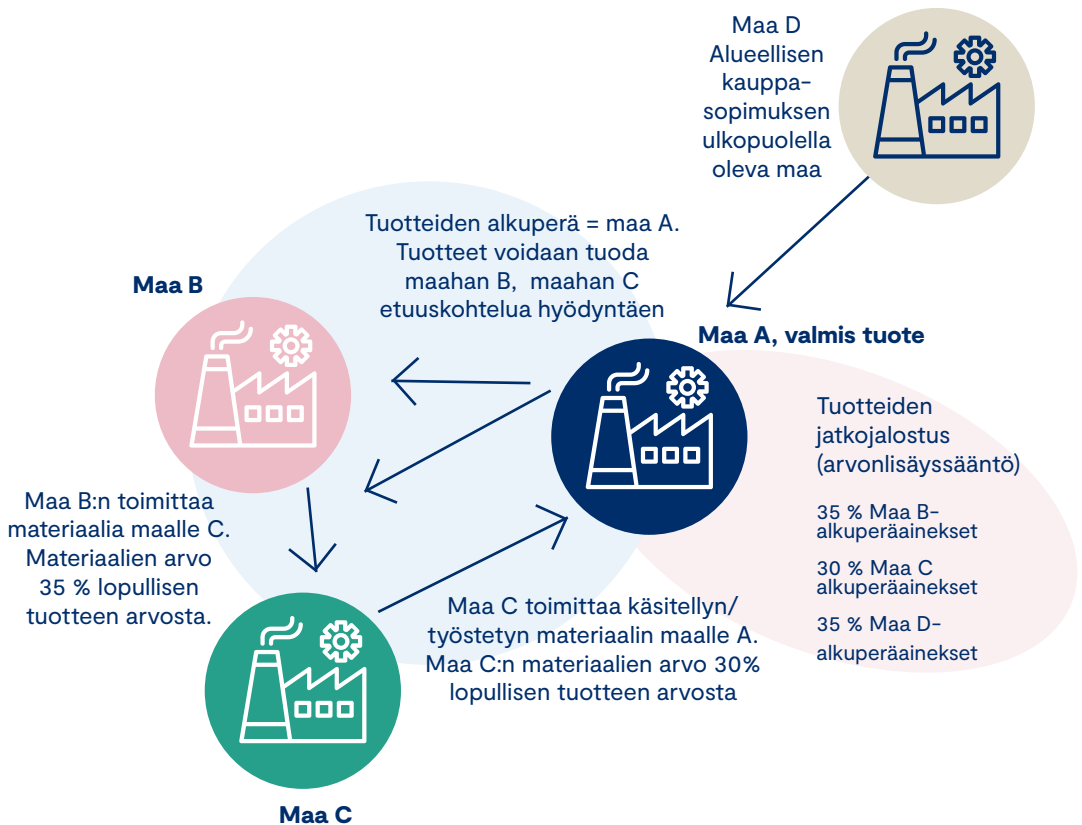 Maa D
Alueellisen
kauppa-
sopimuksen
ulkopuolella
oleva maa
Tuotteiden alkuperä = maa A.
Tuotteet voidaan tuoda
maahan B,  maahan C
etuuskohtelua hyödyntäen
Maa B
Maa A, valmis tuote
Tuotteiden
jatkojalostus
(arvonlisäyssääntö)
35 % Maa B-
alkuperäainekset
30 % Maa C
alkuperäainekset
35 % Maa D-
alkuperäainekset
Maa B:n toimittaa
materiaalia maalle C.
Materiaalien arvo
35 % lopullisen
tuotteen arvosta.
Maa C toimittaa käsitellyn/
työstetyn materiaalin maalle A.
Maa C:n materiaalien arvo 30%
lopullisen tuotteen arvosta
Maa C